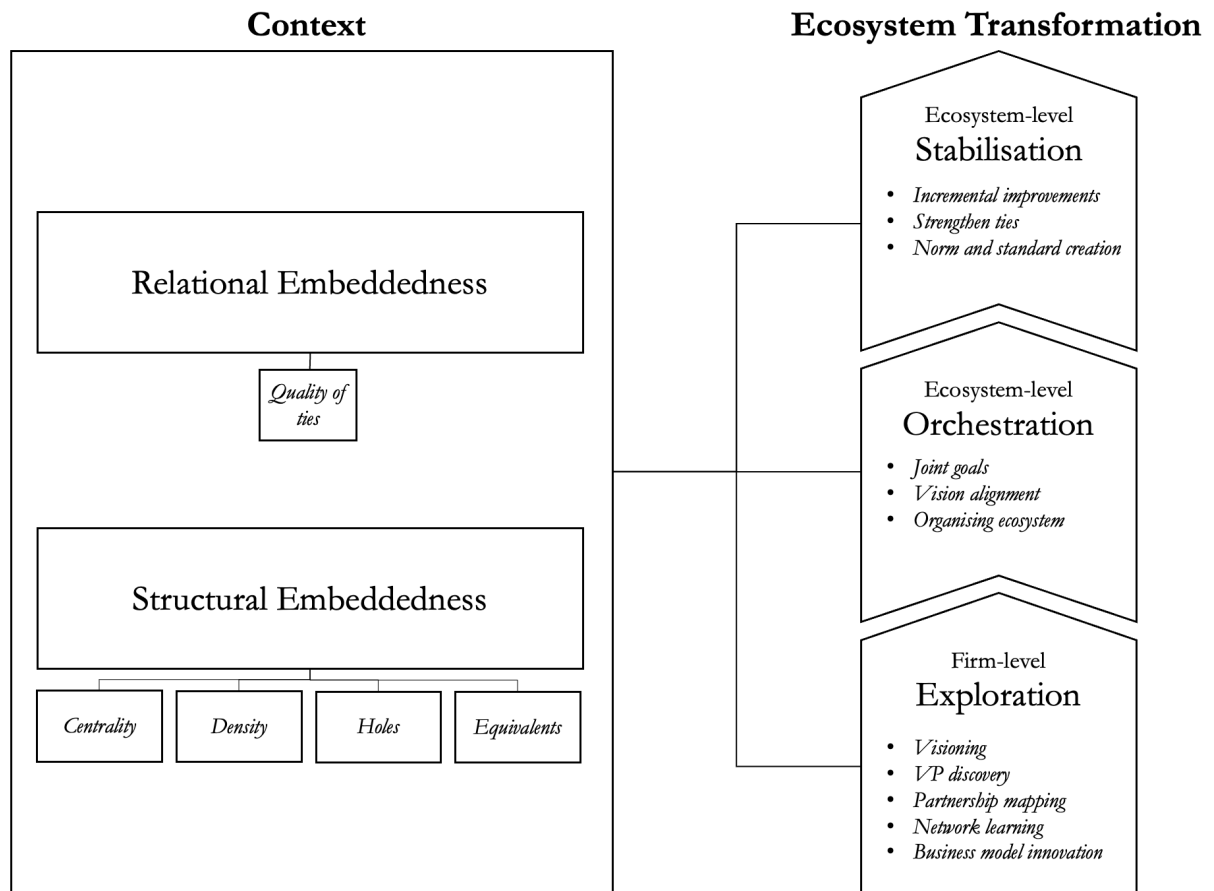 Context
Relational Embeddedness
Quality of
ties
Structural Embeddedness
Centrality
Density
Holes
Equivalents
Ecosystem Transformation
Ecosystem-level
Stabilisation
• Incremental improvements
• Strengthen ties
• Norm and standard creation
Ecosystem-level
Orchestration
• Joint goals
• Vision alignment
• Organising ecosystem
Firm-level
Exploration
• Visioning
• VP discovery
• Partnership mapping
• Network learning
• Business model innovation